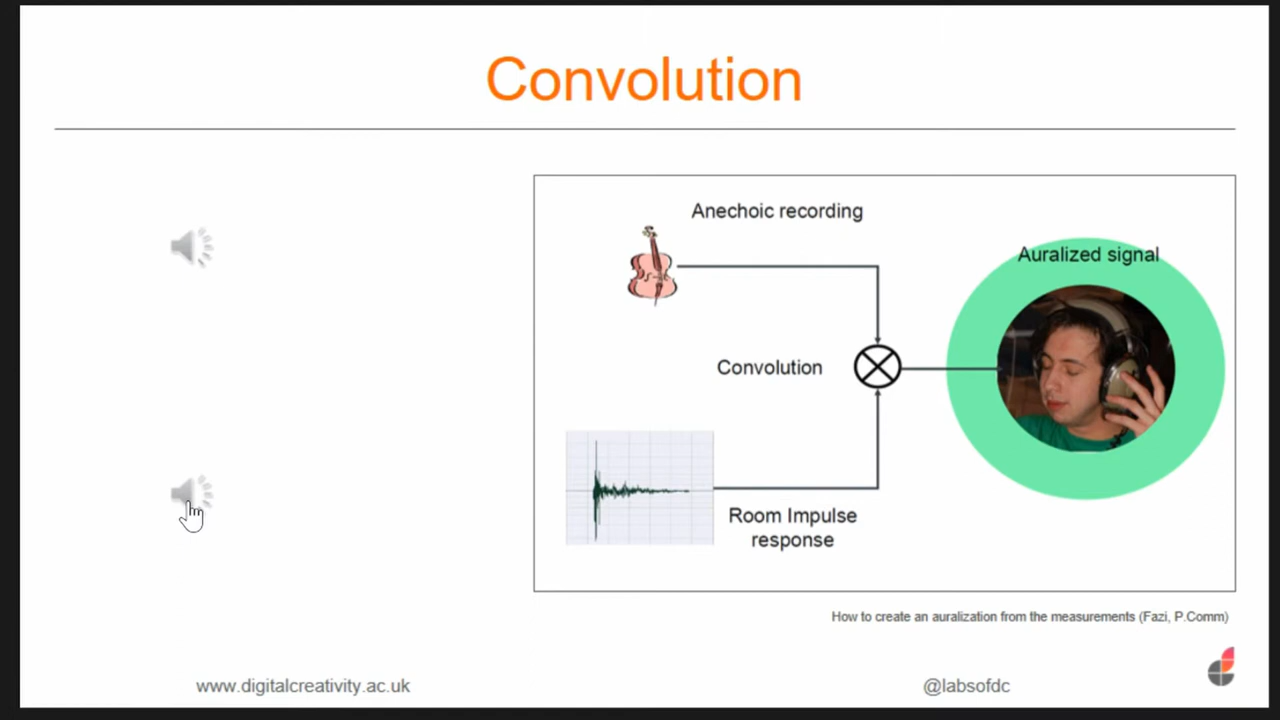 Convolution
Anechoic recording
Auralized signal
Convolution
Room Impulse
response
How to create an auralization from the measurements (Fazi, P.Comm)
www.digitalcreativity.ac.uk
@labsofdc